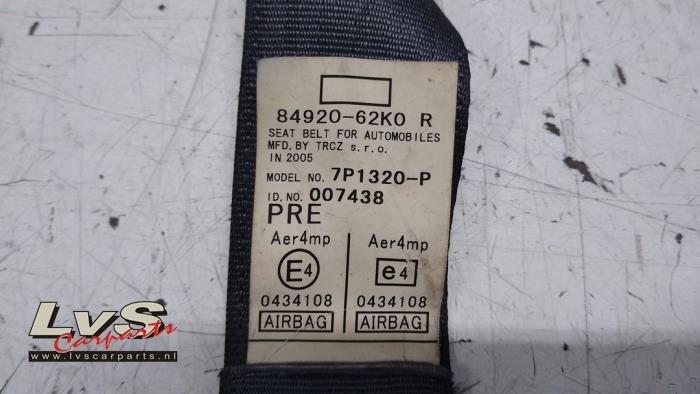 84920-62K0 R
SEAT BELT FOR AUTOMOBILES
MFD. BY TRCZ s.r.o.
IN 2005
MODEL NO. 7P1320-P
ID. NO. 007438
PRE
Aer4mp Aer4mp
E4 e4
0434108 0434108
AIRBAG AIRBAG
LvS
Carparts
www.lvscarparts.nl